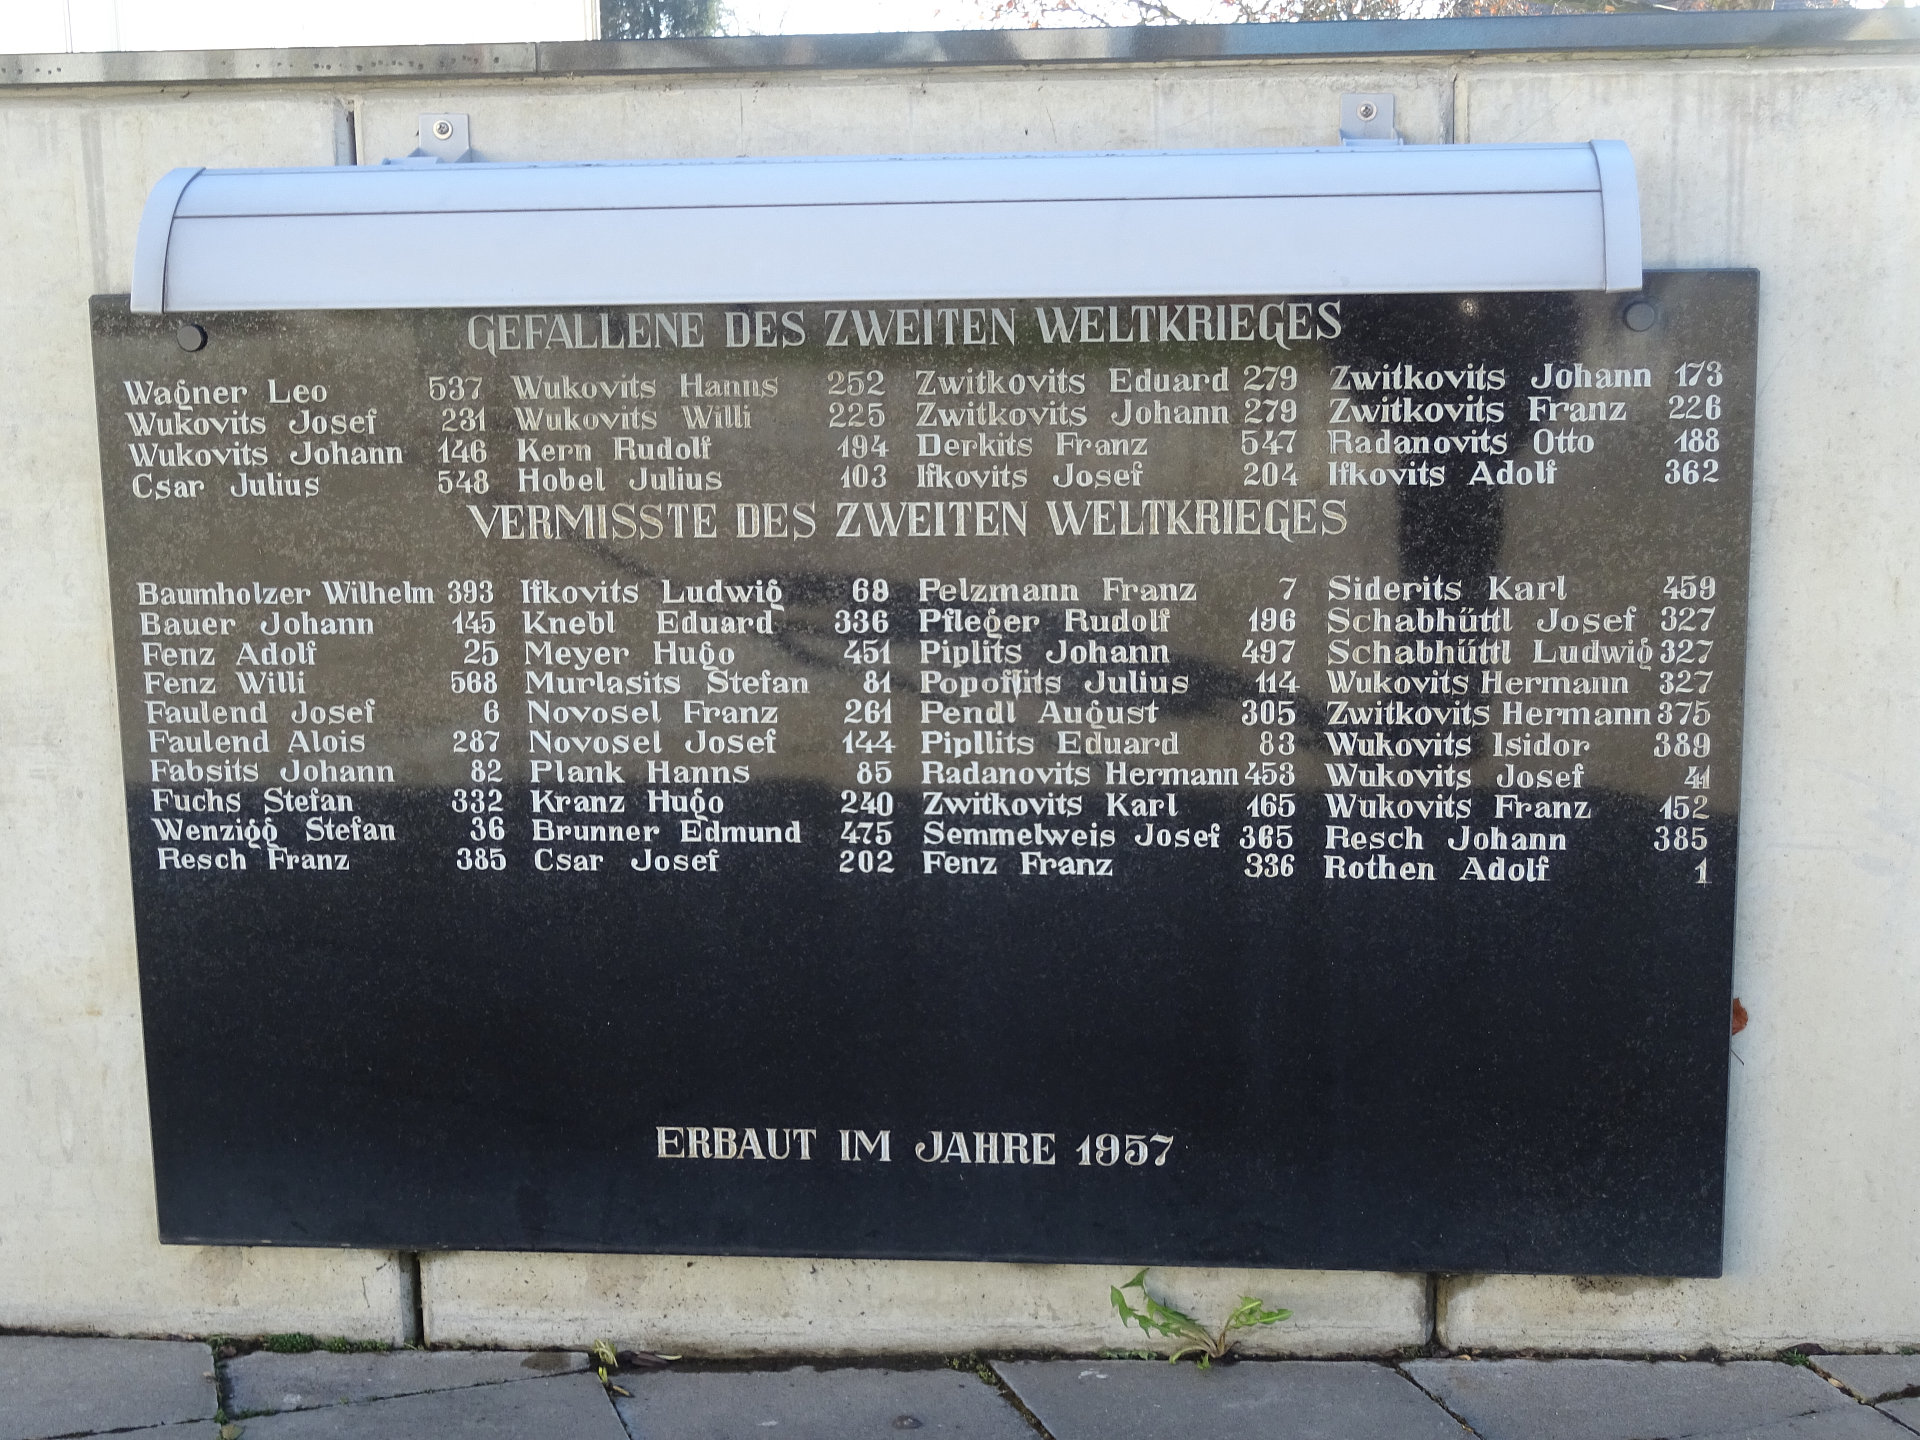 GEFALLENE DES ZWEITEN WELTKRIEGES
Wagner Leo 537 Wukovits Hanns 252 Zwitkovits Eduard 279 Zwitkovits Johann 173
Wukovits Josef 231 Wukovits Willi 225 Zwitkovits Johann 279 Zwitkovits Franz 226
Wukovits Johann 146 Kern Rudolf 194 Derkits Franz 547 Radanovits Otto 188
Csar Julius 548 Hobel Julius 103 Ifkovits Josef 204 Ifkovits Adolf 362
VERMISSTE DES ZWEITEN WELTKRIEGES
Baumholzer Wilhelm 393 Ifkovits Ludwig 69 Pelzmann Franz 7 Siderits Karl 459
Bauer Johann 145 Knebl Eduard 336 Pfleger Rudolf 196 Schabhüttl Josef 327
Fenz Adolf 25 Meyer Hugo 451 Piplits Johann 497 Schabhüttl Ludwig 327
Fenz Willi 568 Murlasits Stefan 81 Popoffits Julius 114 Wukovits Hermann 327
Faulend Josef 6 Novosel Franz 261 Pendl August 305 Zwitkovits Hermann 375
Faulend Alois 287 Novosel Josef 144 Pipllits Eduard 83 Wukovits Isidor 389
Fabsits Johann 82 Plank Hanns 85 Radanovits Hermann 453 Wukovits Josef 41
Fuchs Stefan 332 Kranz Hugo 240 Zwitkovits Karl 165 Wukovits Franz 152
Wenzigg Stefan 36 Brunner Edmund 475 Semmelweis Josef 365 Resch Johann 385
Resch Franz 385 Csar Josef 202 Fenz Franz 336 Rothen Adolf 1
ERBAUT IM JAHRE 1957